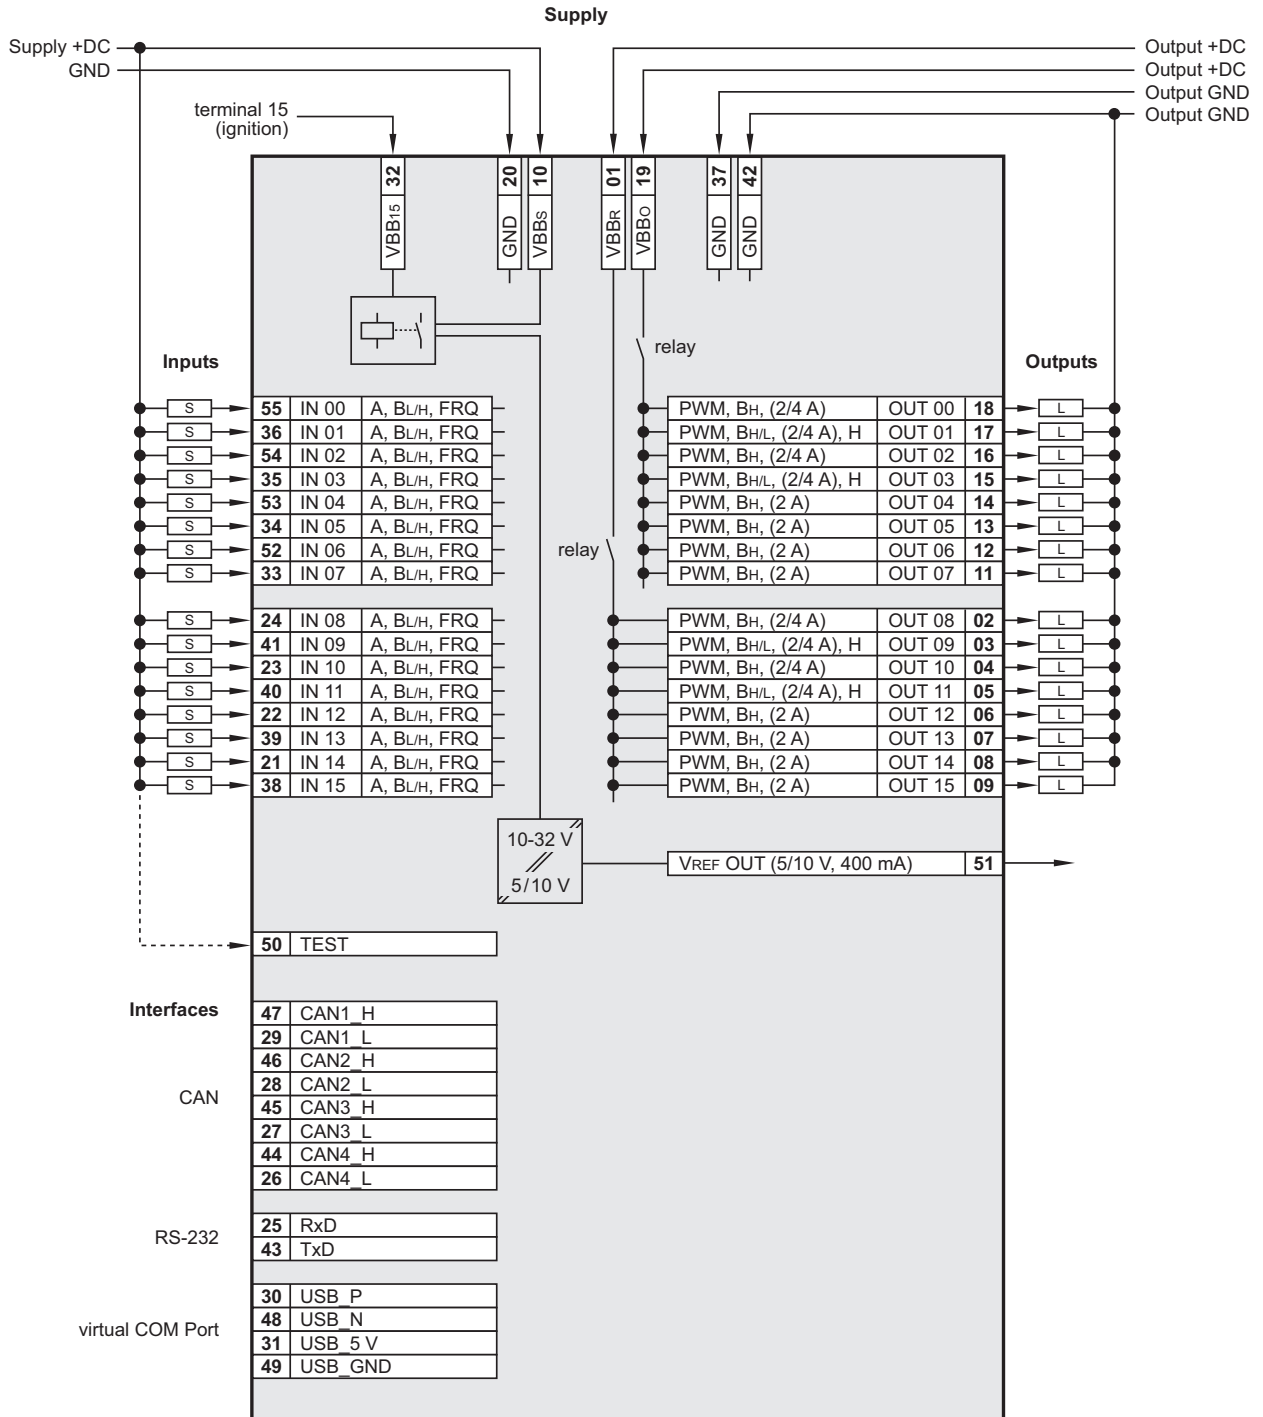 Supply
Supply +DC
GND
Output +DC
Output +DC
Output GND
Output GND
terminal 15
(ignition)
32 VBB15
20 GND
10 VBBS
01 VBBR
19 VBBO
37 GND
42 GND
relay
relay
Inputs
Outputs
S 55 IN 00 A, BL/H, FRQ
S 36 IN 01 A, BL/H, FRQ
S 54 IN 02 A, BL/H, FRQ
S 35 IN 03 A, BL/H, FRQ
S 53 IN 04 A, BL/H, FRQ
S 34 IN 05 A, BL/H, FRQ
S 52 IN 06 A, BL/H, FRQ
S 33 IN 07 A, BL/H, FRQ
S 24 IN 08 A, BL/H, FRQ
S 41 IN 09 A, BL/H, FRQ
S 23 IN 10 A, BL/H, FRQ
S 40 IN 11 A, BL/H, FRQ
S 22 IN 12 A, BL/H, FRQ
S 39 IN 13 A, BL/H, FRQ
S 21 IN 14 A, BL/H, FRQ
S 38 IN 15 A, BL/H, FRQ
PWM, BH, (2/4 A) OUT 00 18 L
PWM, BH/L, (2/4 A), H OUT 01 17 L
PWM, BH, (2/4 A) OUT 02 16 L
PWM, BH/L, (2/4 A), H OUT 03 15 L
PWM, BH, (2 A) OUT 04 14 L
PWM, BH, (2 A) OUT 05 13 L
PWM, BH, (2 A) OUT 06 12 L
PWM, BH, (2 A) OUT 07 11 L
PWM, BH, (2/4 A) OUT 08 02 L
PWM, BH/L, (2/4 A), H OUT 09 03 L
PWM, BH, (2/4 A) OUT 10 04 L
PWM, BH/L, (2/4 A), H OUT 11 05 L
PWM, BH, (2 A) OUT 12 06 L
PWM, BH, (2 A) OUT 13 07 L
PWM, BH, (2 A) OUT 14 08 L
PWM, BH, (2 A) OUT 15 09 L
10-32 V
//
5/10 V
VREF OUT (5/10 V, 400 mA) 51
50 TEST
Interfaces
CAN
47 CAN1_H
29 CAN1_L
46 CAN2_H
28 CAN2_L
45 CAN3_H
27 CAN3_L
44 CAN4_H
26 CAN4_L
RS-232
25 RxD
43 TxD
virtual COM Port
30 USB_P
48 USB_N
31 USB_5 V
49 USB_GND